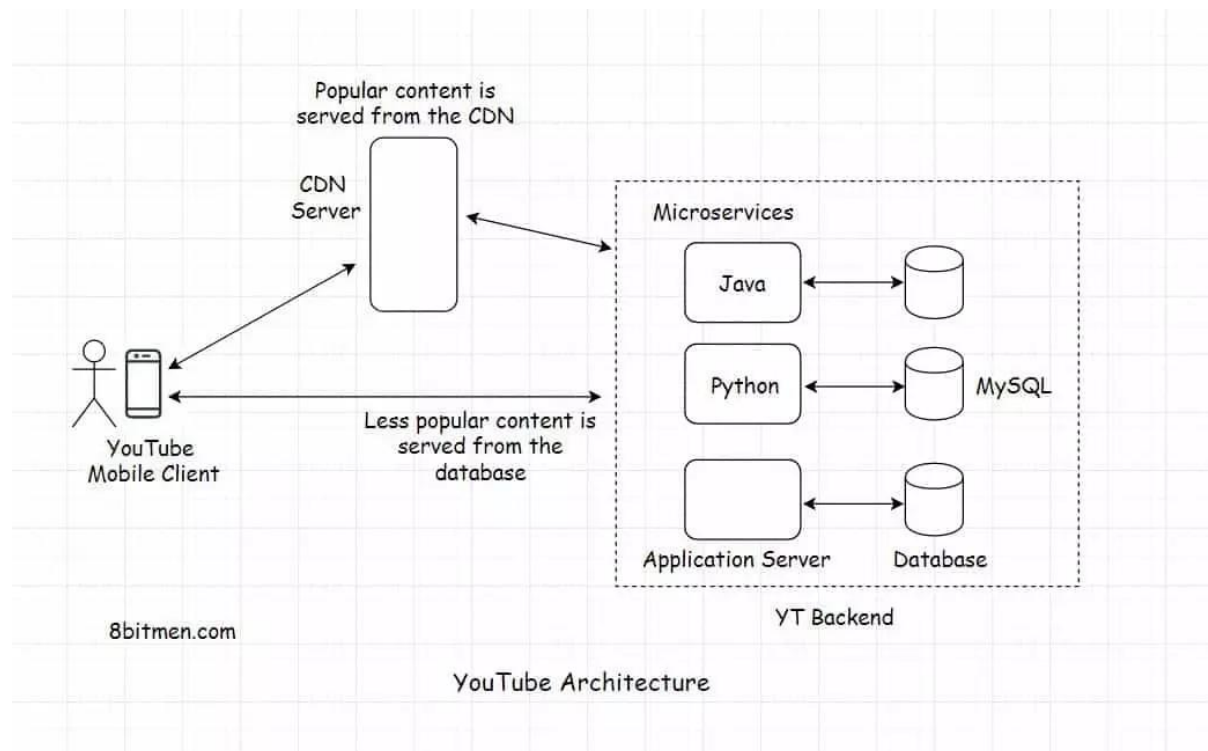 Popular content is
served from the CDN
CDN
Server
Microservices
Java
Python
MySQL
Less popular content is
served from the
database
YouTube
Mobile Client
Application Server
Database
YT Backend
8bitmen.com
YouTube Architecture